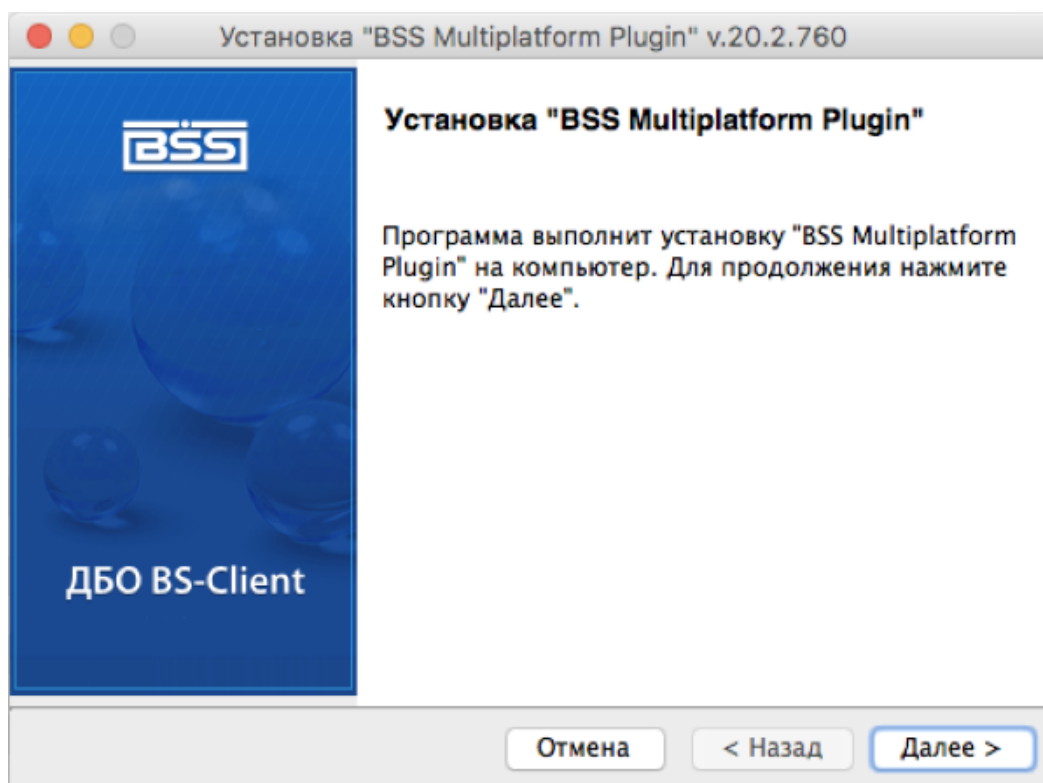 Установка "BSS Multiplatform Plugin" v.20.2.760
BSS
ДБО BS-Client
Установка "BSS Multiplatform Plugin"
Программа выполнит установку "BSS Multiplatform
Plugin" на компьютер. Для продолжения нажмите
кнопку "Далее".
Отмена
< Назад
Далее >